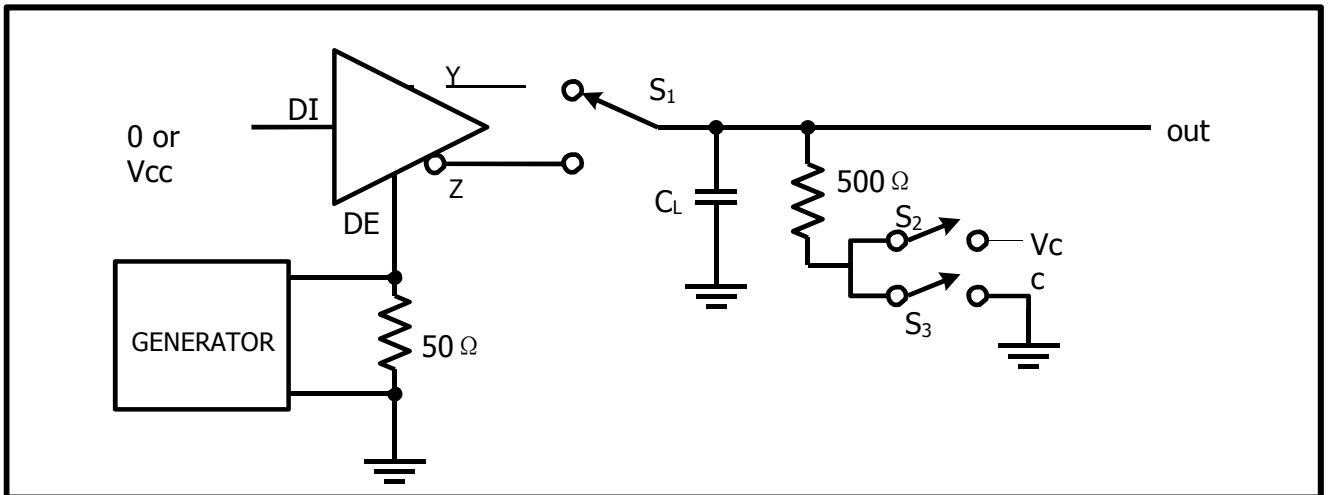 Y
S1
DI
0 or
Vcc
out
Z
500 Ω
CL
S2
DE
Vc
c
S3
GENERATOR
50 Ω